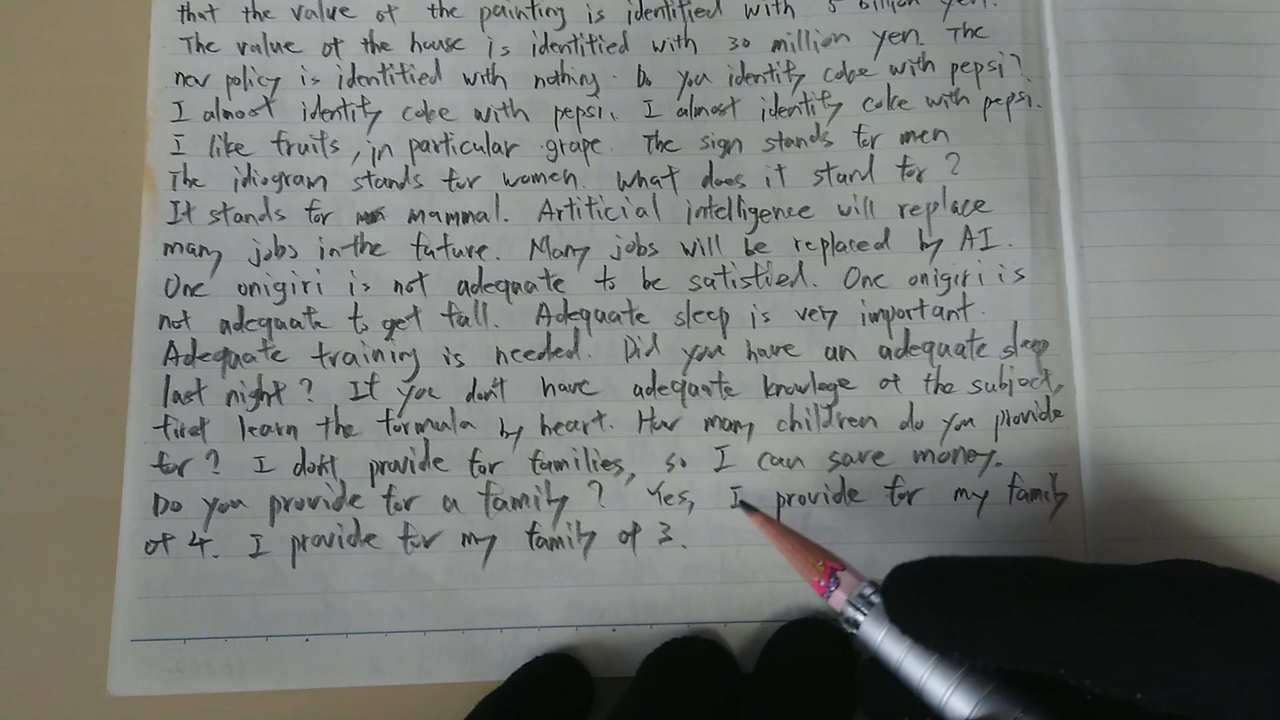 that the value of the painting is identified with 5 billion yen.
The value of the house is identified with 30 million yen. The
new policy is identified with nothing. Do you identify coke with pepsi?
I almost identify coke with pepsi. I almost identify coke with pepsi.
I like fruits, in particular grape. The sign stands for men
The idiogram stands for women. What does it stand for?
It stands for mammal. Artificial intelligence will replace
many jobs in the future. Many jobs will be replaced by AI.
One onigiri is not adequate to be satisfied. One onigiri is
not adequate to get full. Adequate sleep is very important.
Adequate training is needed. Did you have an adequate sleep
last night? If you don't have adequate knowlege of the subject,
first learn the formula by heart. How many children do you provide
for? I don't provide for families, so I can save money.
Do you provide for a family? Yes, I provide for my family
of 4. I provide for my family of 3.